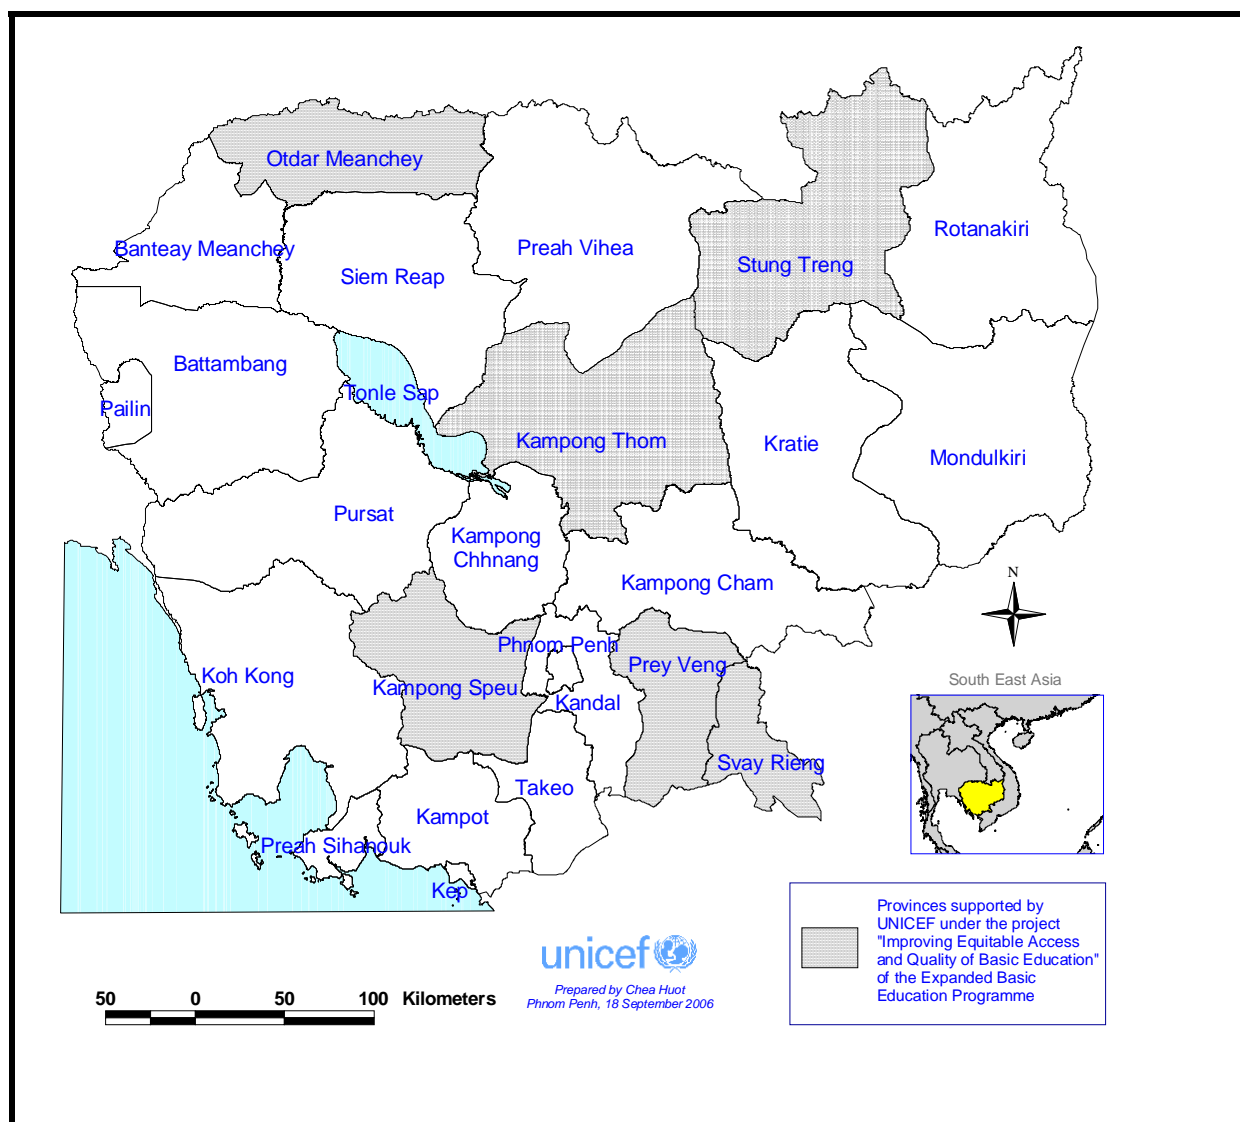 Otdar Meanchey
Banteay Meanchey
Siem Reap
Preah Vihea
Stung Treng
Rotanakiri
Battambang
Pailin
Tonle Sap
Kampong Thom
Kratie
Mondulkiri
Pursat
Kampong
Chhnang
Kampong Cham
N
Phnom Penh
Prey Veng
Koh Kong
Kampong Speu
Kandal
South East Asia
Svay Rieng
Takeo
Kampot
Preah Sihanouk
Kep
Provinces supported by
UNICEF under the project
"Improving Equitable Access
and Quality of Basic Education"
of the Expanded Basic
Education Programme
unicef
Prepared by Chea Huot
Phnom Penh, 18 September 2006
50 0 50 100 Kilometers